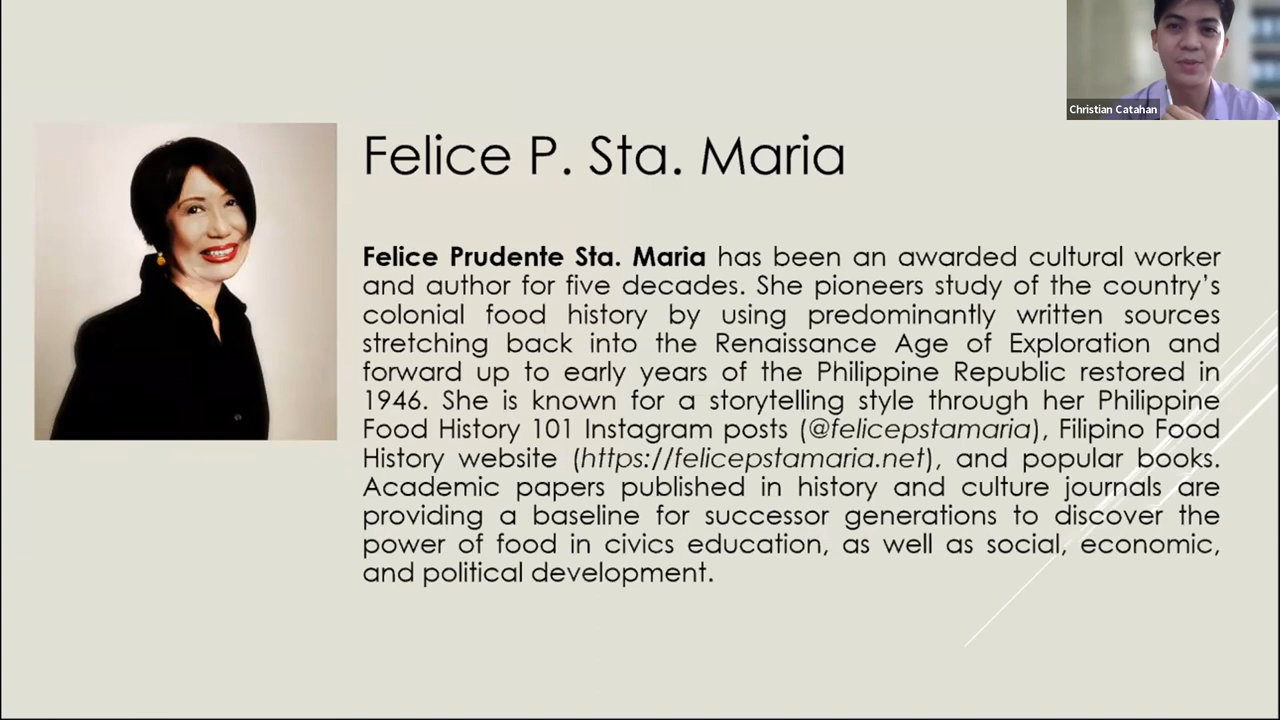 Christian Catahan
Felice P. Sta. Maria
Felice Prudente Sta. Maria has been an awarded cultural worker
and author for five decades. She pioneers study of the country's
colonial food history by using predominantly written sources
stretching back into the Renaissance Age of Exploration and
forward up to early years of the Philippine Republic restored in
1946. She is known for a storytelling style through her Philippine
Food History 101 Instagram posts (@felicepstamaria), Filipino Food
History website (https://felicepstamaria.net), and popular books.
Academic papers published in history and culture journals are
providing a baseline for successor generations to discover the
power of food in civics education, as well as social, economic,
and political development.